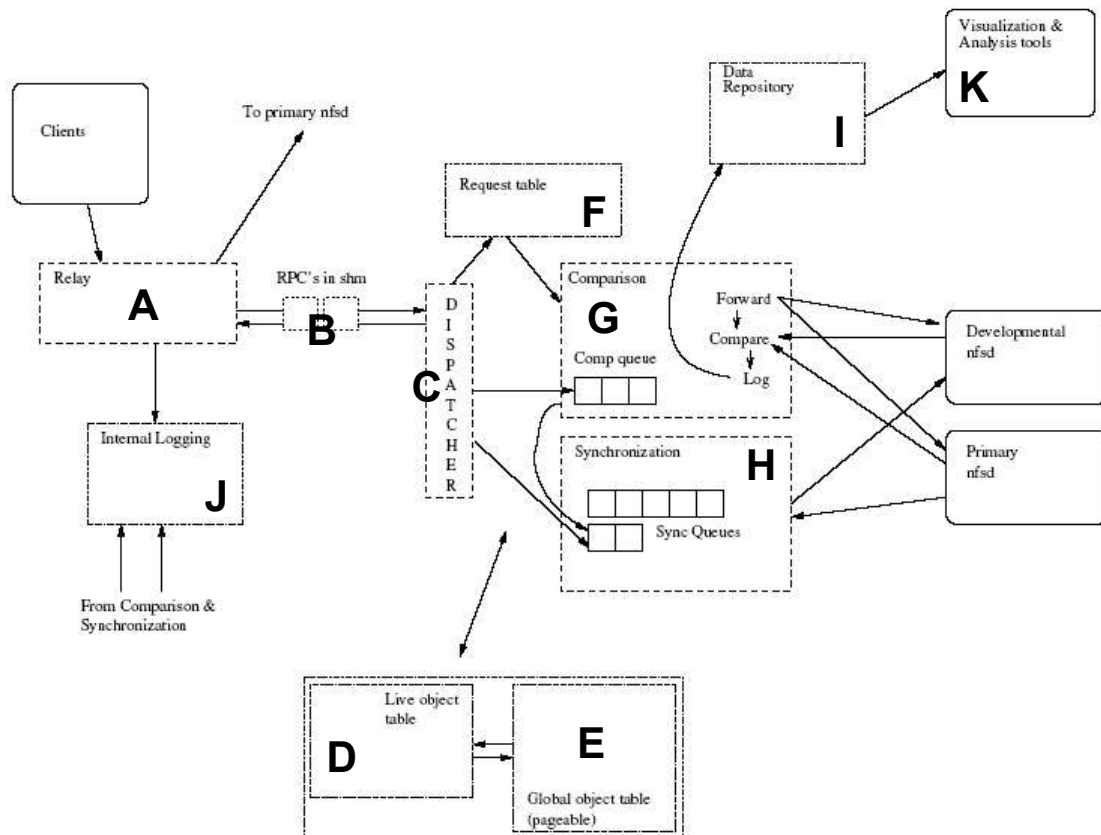 Visualization &
Analysis tools
K
Data
Repository
I
Clients
To primary nfsd
Request table
F
Relay
A
RPC's in shm
B
DISPATCHER
C
Comparison
G
Forward
Compare
Log
Comp queue
Developmental
nfsd
Internal Logging
J
Synchronization
H
Sync Queues
Primary
nfsd
From Comparison &
Synchronization
Live object
table
D
E
Global object table
(pageable)